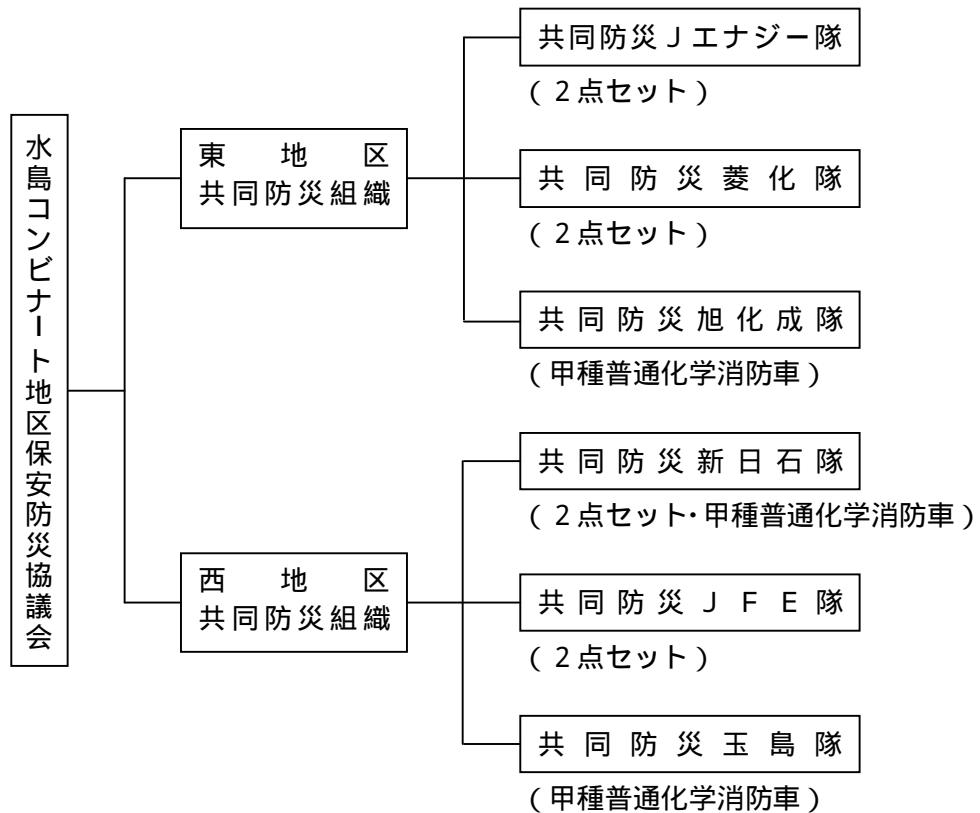 水島コンビナート地区保安防災協議会
東地区
共同防災組織
共同防災Jエナジー隊
(2点セット)
共同防災菱化隊
(2点セット)
共同防災旭化成隊
(甲種普通化学消防車)
西地区
共同防災組織
共同防災新日石隊
(2点セット・甲種普通化学消防車)
共同防災JFE隊
(2点セット)
共同防災玉島隊
(甲種普通化学消防車)